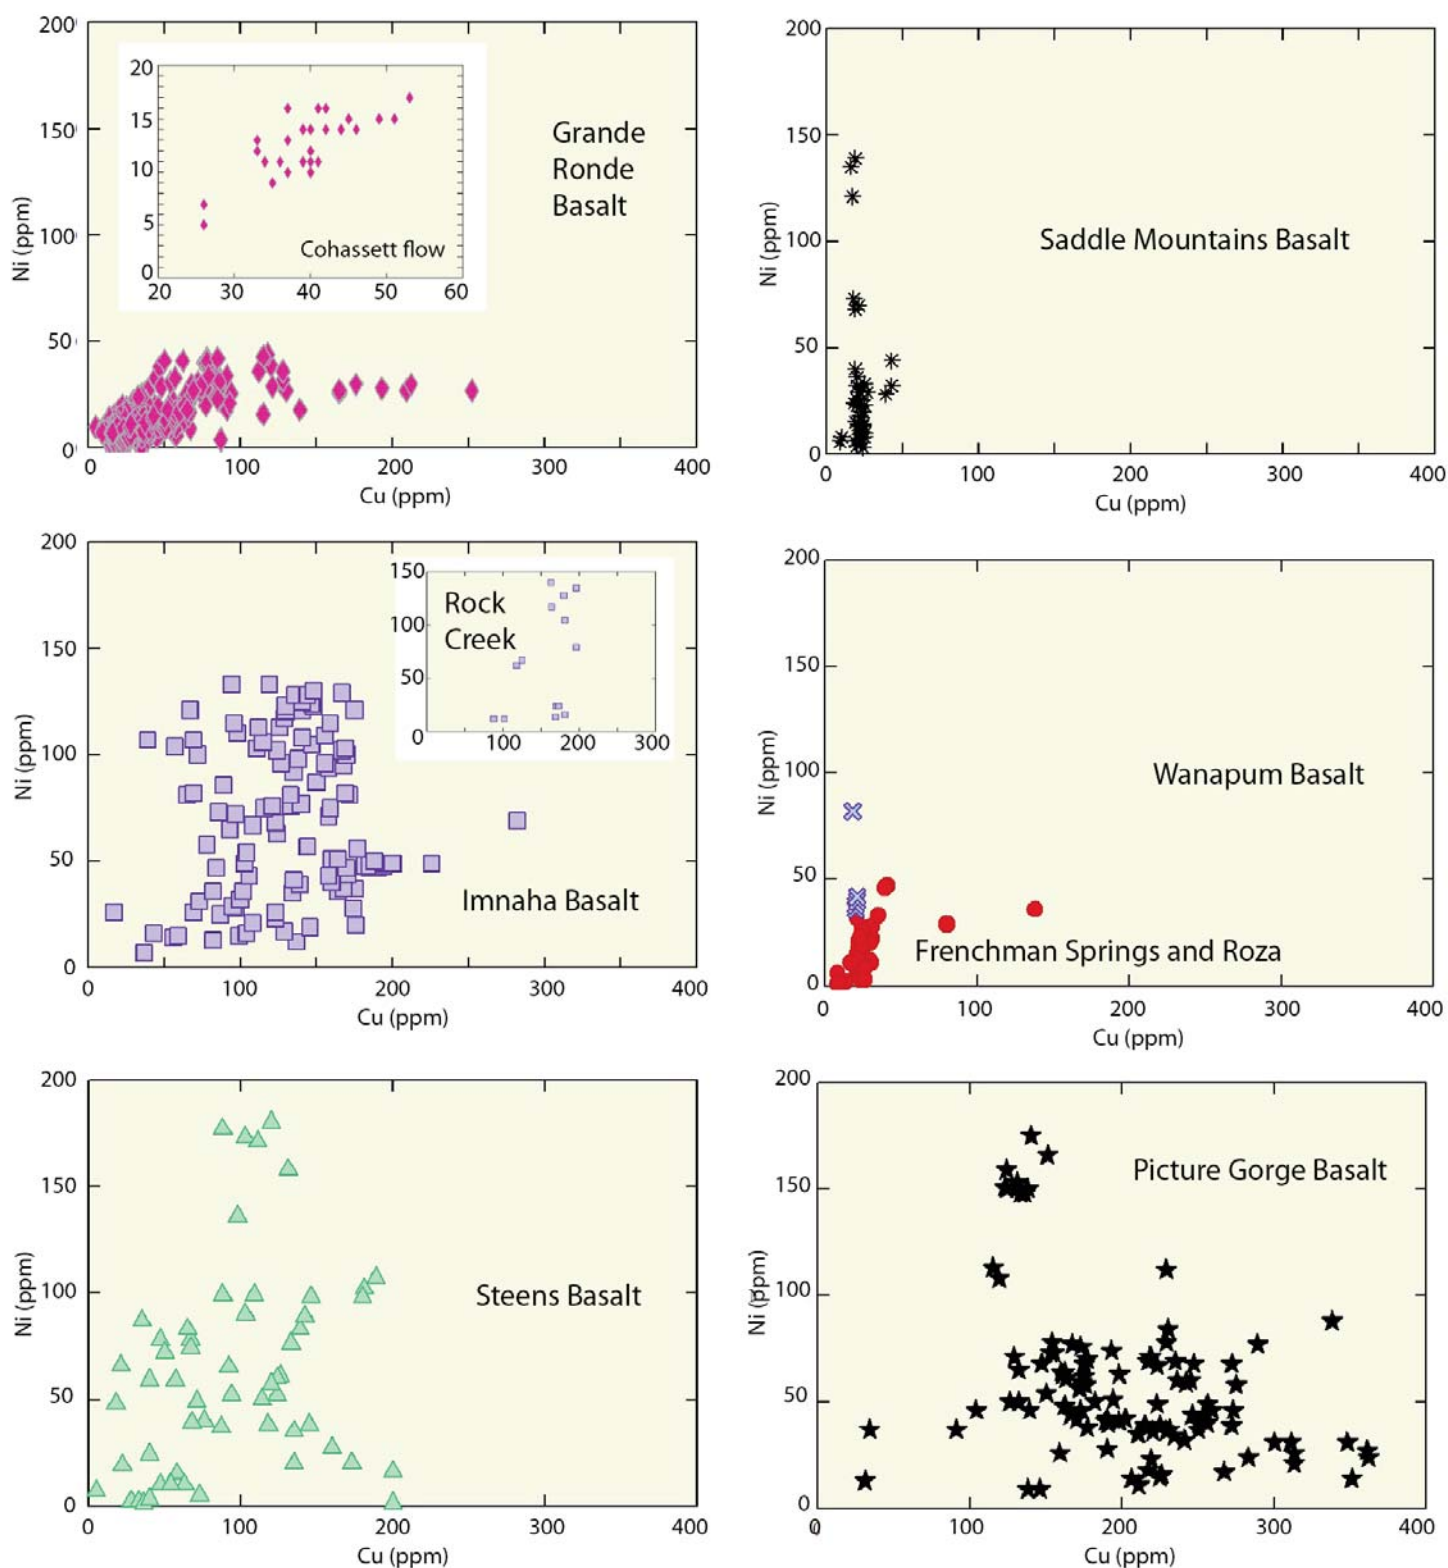 200
150
100
50
0
Ni (ppm)
20
15
10
5
0
20 30 40 50 60
Cohassett flow
Grande
Ronde
Basalt
0 100 200 300 400
Cu (ppm)
200
150
100
50
0
Ni (ppm)
Saddle Mountains Basalt
0 100 200 300 400
Cu (ppm)
200
150
100
50
0
Ni (ppm)
150
100
50
0 100 200 300
Rock
Creek
Imnaha Basalt
0 100 200 300 400
Cu (ppm)
200
150
100
50
0
Ni (ppm)
Wanapum Basalt
Frenchman Springs and Roza
0 100 200 300 400
Cu (ppm)
200
150
100
50
0
Ni (ppm)
Steens Basalt
0 100 200 300 400
Cu (ppm)
200
150
100
50
0
Ni (ppm)
Picture Gorge Basalt
0 100 200 300 400
Cu (ppm)